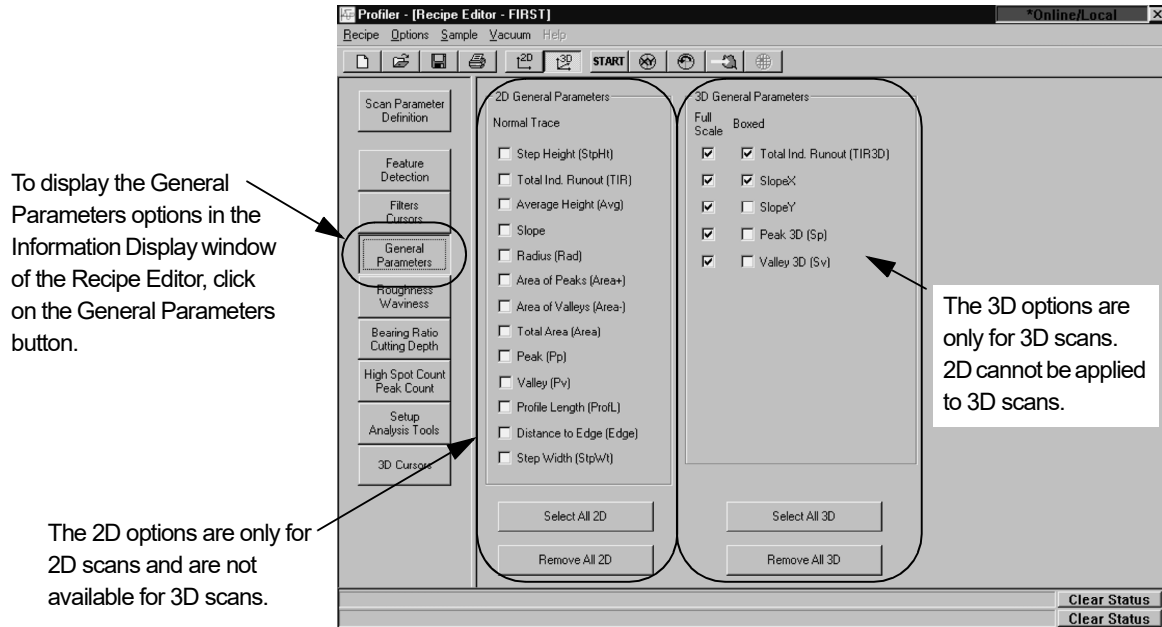 Profiler - [Recipe Editor - FIRST]
*Online/Local
X
Recipe Options Sample Vacuum Help
2D 3D START XY
Scan Parameter
Definition
Feature
Detection
Filters
Cursors
General
Parameters
Roughness
Waviness
Bearing Ratio
Cutting Depth
High Spot Count
Peak Count
Setup
Analysis Tools
3D Cursors
2D General Parameters
Normal Trace
Step Height (StpHt)
Total Ind. Runout (TIR)
Average Height (Avg)
Slope
Radius (Rad)
Area of Peaks (Area+)
Area of Valleys (Area-)
Total Area (Area)
Peak (Pp)
Valley (Pv)
Profile Length (ProfL)
Distance to Edge (Edge)
Step Width (StpWt)
Select All 2D
Remove All 2D
3D General Parameters
Full
Scale
Boxed
Total Ind. Runout (TIR3D)
SlopeX
SlopeY
Peak 3D (Sp)
Valley 3D (Sv)
Select All 3D
Remove All 3D
Clear Status
Clear Status
To display the General
Parameters options in the
Information Display window
of the Recipe Editor, click
on the General Parameters
button.
The 2D options are only for
2D scans and are not
available for 3D scans.
The 3D options are
only for 3D scans.
2D cannot be applied
to 3D scans.